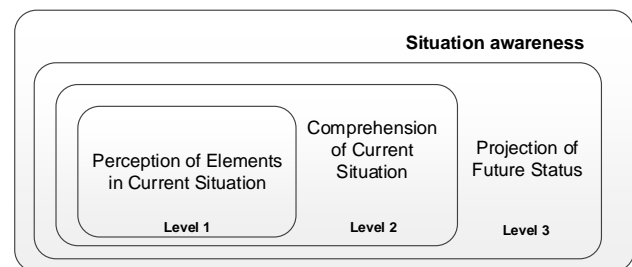 Situation awareness
Perception of Elements
in Current Situation
Level 1
Comprehension
of Current
Situation
Level 2
Projection of
Future Status
Level 3